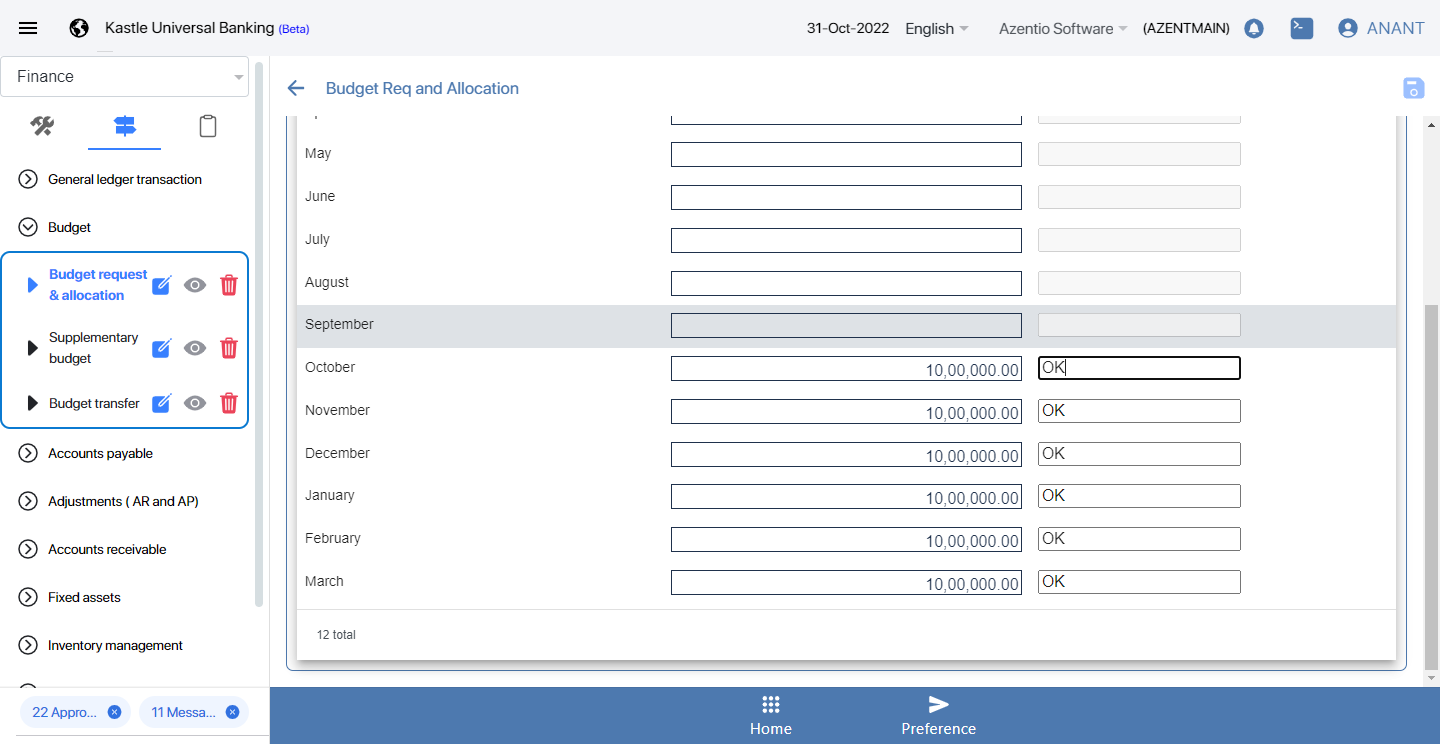 Kastle Universal Banking (Beta)
31-Oct-2022 English Azentio Software (AZENTMAIN) ANANT
Finance
General ledger transaction
Budget
Budget request
& allocation
Supplementary
budget
Budget transfer
Accounts payable
Adjustments ( AR and AP)
Accounts receivable
Fixed assets
Inventory management
22 Appro...
11 Messa...
Budget Req and Allocation
May
June
July
August
September
October 10,00,000.00 OK
November 10,00,000.00 OK
December 10,00,000.00 OK
January 10,00,000.00 OK
February 10,00,000.00 OK
March 10,00,000.00 OK
12 total
Home
Preference